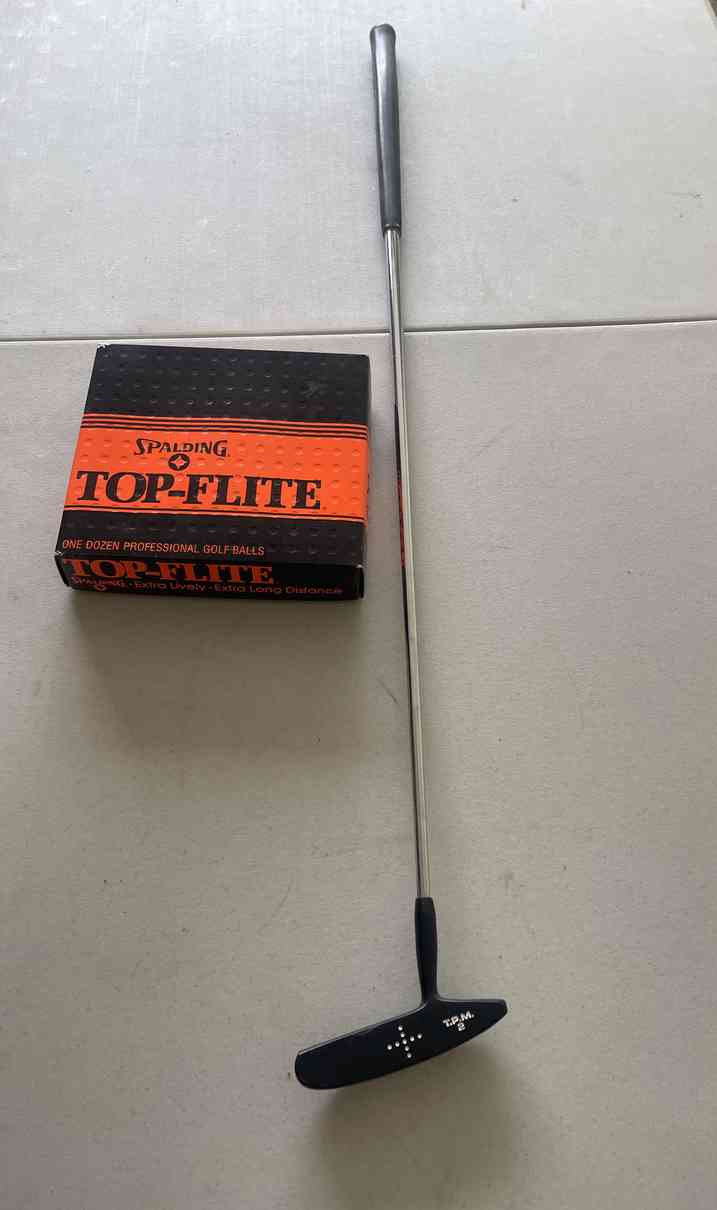 SPALDING
TOP-FLITE
ONE DOZEN PROFESSIONAL GOLF BALLS
TOP-FLITE
SPALDING · Extra Lively · Extra Long Distance
T.P.M.
2